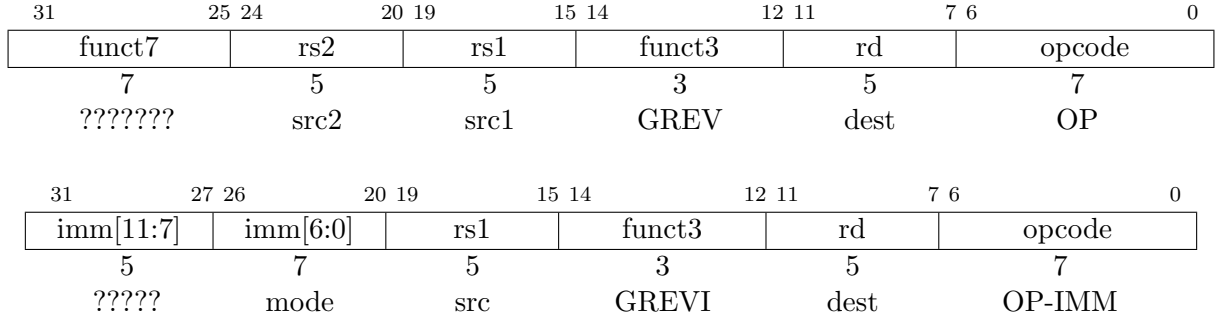 31 25 24 20 19 15 14 12 11 7 6 0
funct7 rs2 rs1 funct3 rd opcode
7 5 5 3 5 7
??????? src2 src1 GREV dest OP
31 27 26 20 19 15 14 12 11 7 6 0
imm[11:7] imm[6:0] rs1 funct3 rd opcode
5 7 5 3 5 7
????? mode src GREVI dest OP-IMM